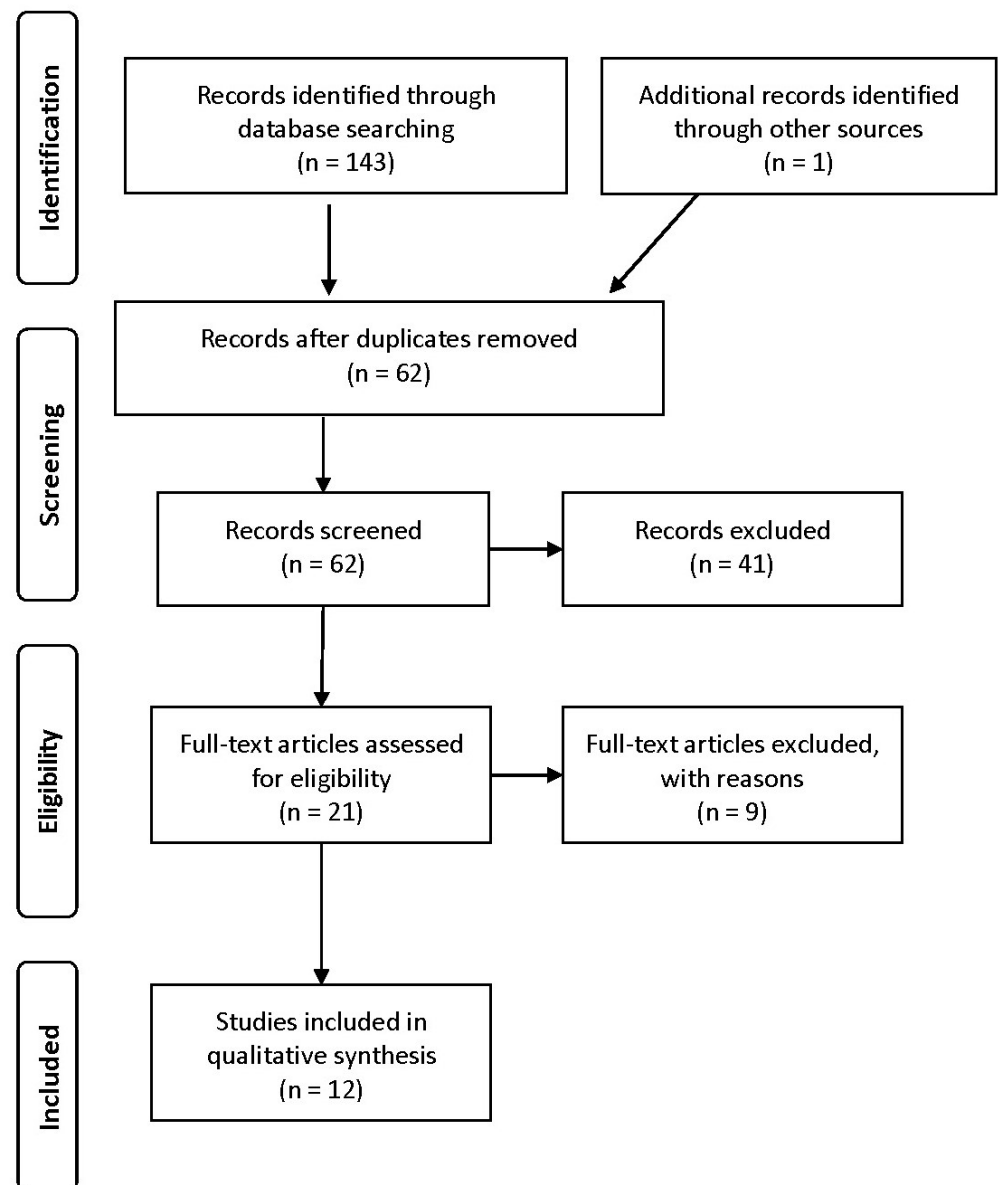 Identification
Records identified through
database searching
(n = 143)
Additional records identified
through other sources
(n = 1)
Screening
Records after duplicates removed
(n = 62)
Records screened
(n = 62)
Records excluded
(n = 41)
Eligibility
Full-text articles assessed
for eligibility
(n = 21)
Full-text articles excluded,
with reasons
(n = 9)
Included
Studies included in
qualitative synthesis
(n = 12)